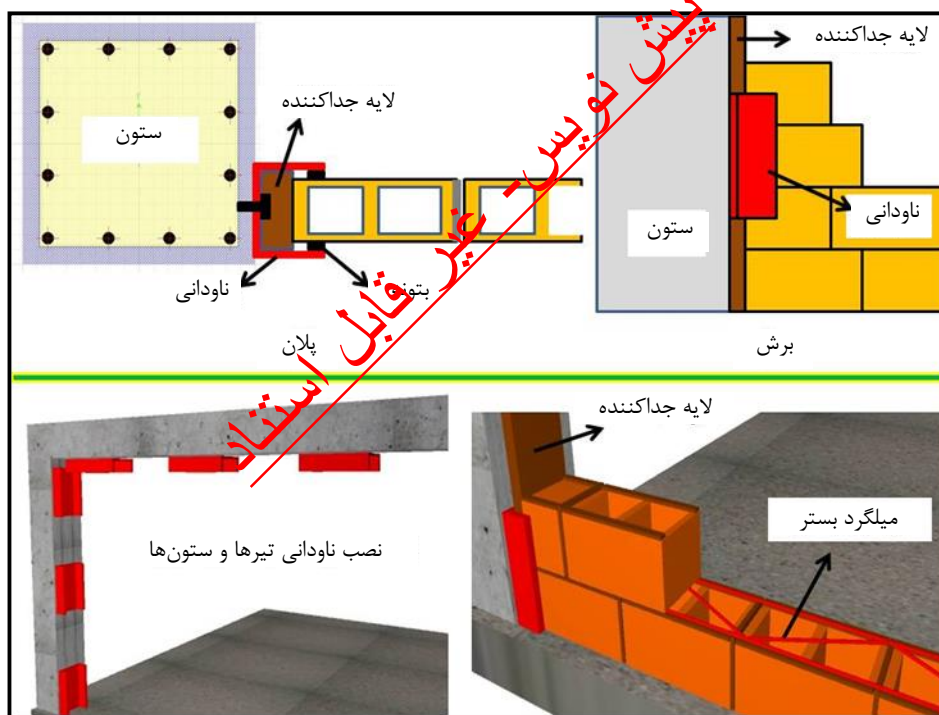 لایه جداکننده
لایه جداکننده
ستون
ناودانی
ستون
ناودانی
بتونه
پلان
برش
پیش نویس- غیر قابل استناد
لایه جداکننده
میلگرد بستر
نصب ناودانی تیرها و ستون‌ها